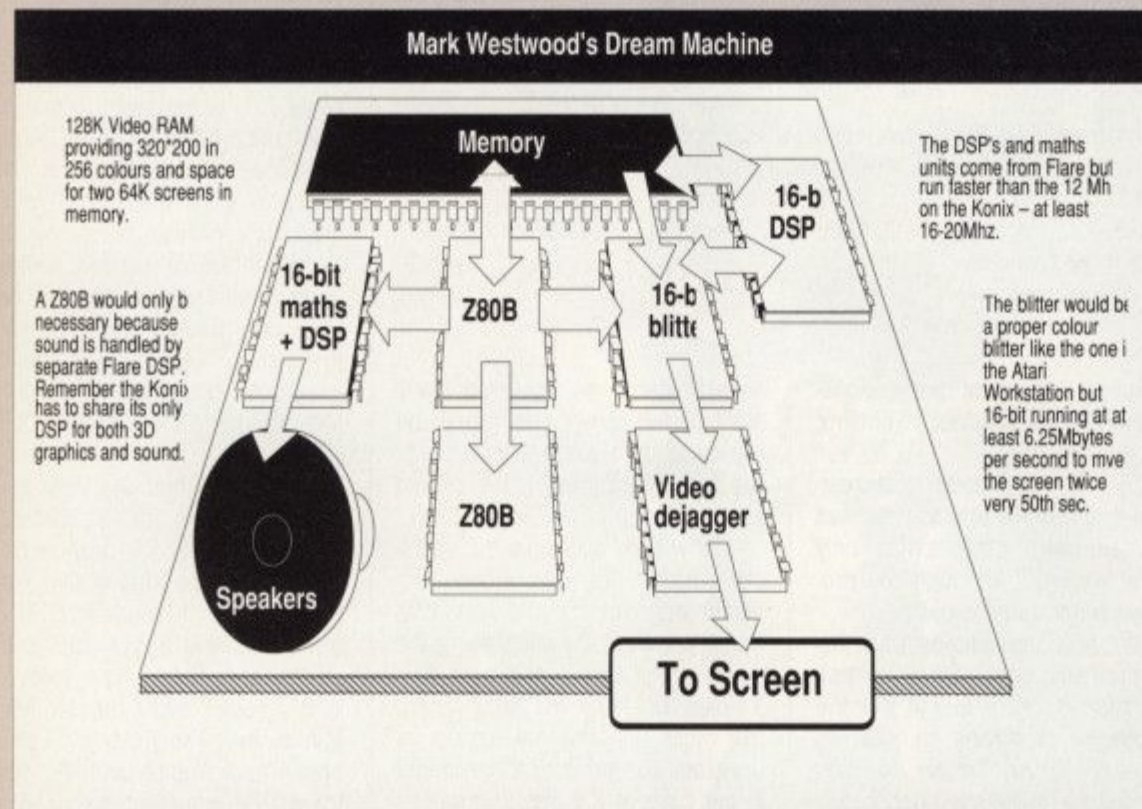 Mark Westwood's Dream Machine
128K Video RAM
providing 320*200 in
256 colours and space
for two 64K screens in
memory.
A Z80B would only b
necessary because
sound is handled by
separate Flare DSP.
Remember the Konix
has to share its only
DSP for both 3D
graphics and sound.
Memory
16-bit
maths
+ DSP
Z80B
16-b
blitte
16-b
DSP
Z80B
Video
dejagger
Speakers
To Screen
The DSP's and maths
units come from Flare but
run faster than the 12 Mh
on the Konix – at least
16-20Mhz.
The blitter would be
a proper colour
blitter like the one i
the Atari
Workstation but
16-bit running at at
least 6.25Mbytes
per second to mve
the screen twice
very 50th sec.